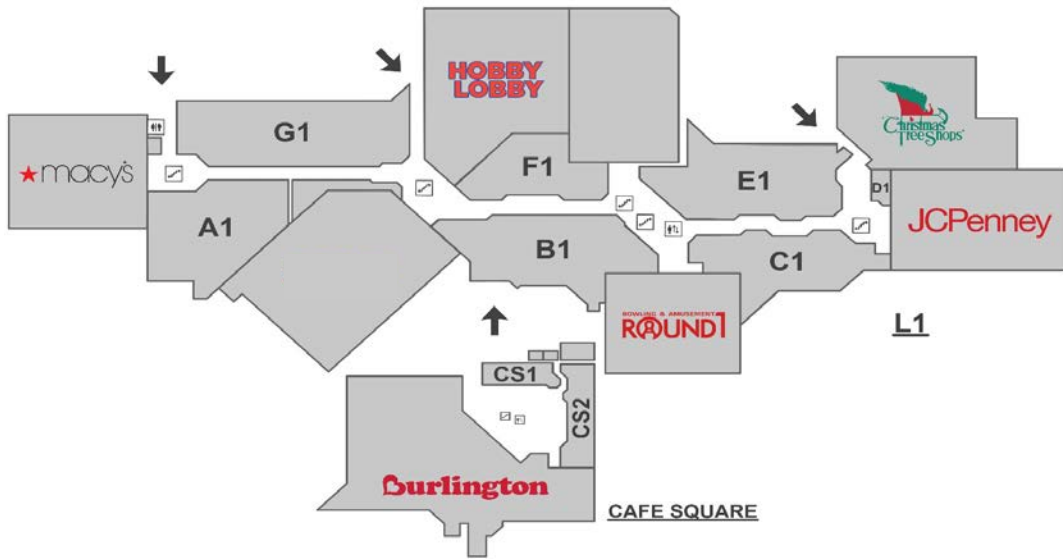 HOBBY
LOBBY
G1
macy's
Christmas
Tree Shops
F1
E1
D1
A1
JCPenney
B1
C1
BOWLING & AMUSEMENT
ROUND1
L1
CS1
CS2
Burlington
CAFE SQUARE